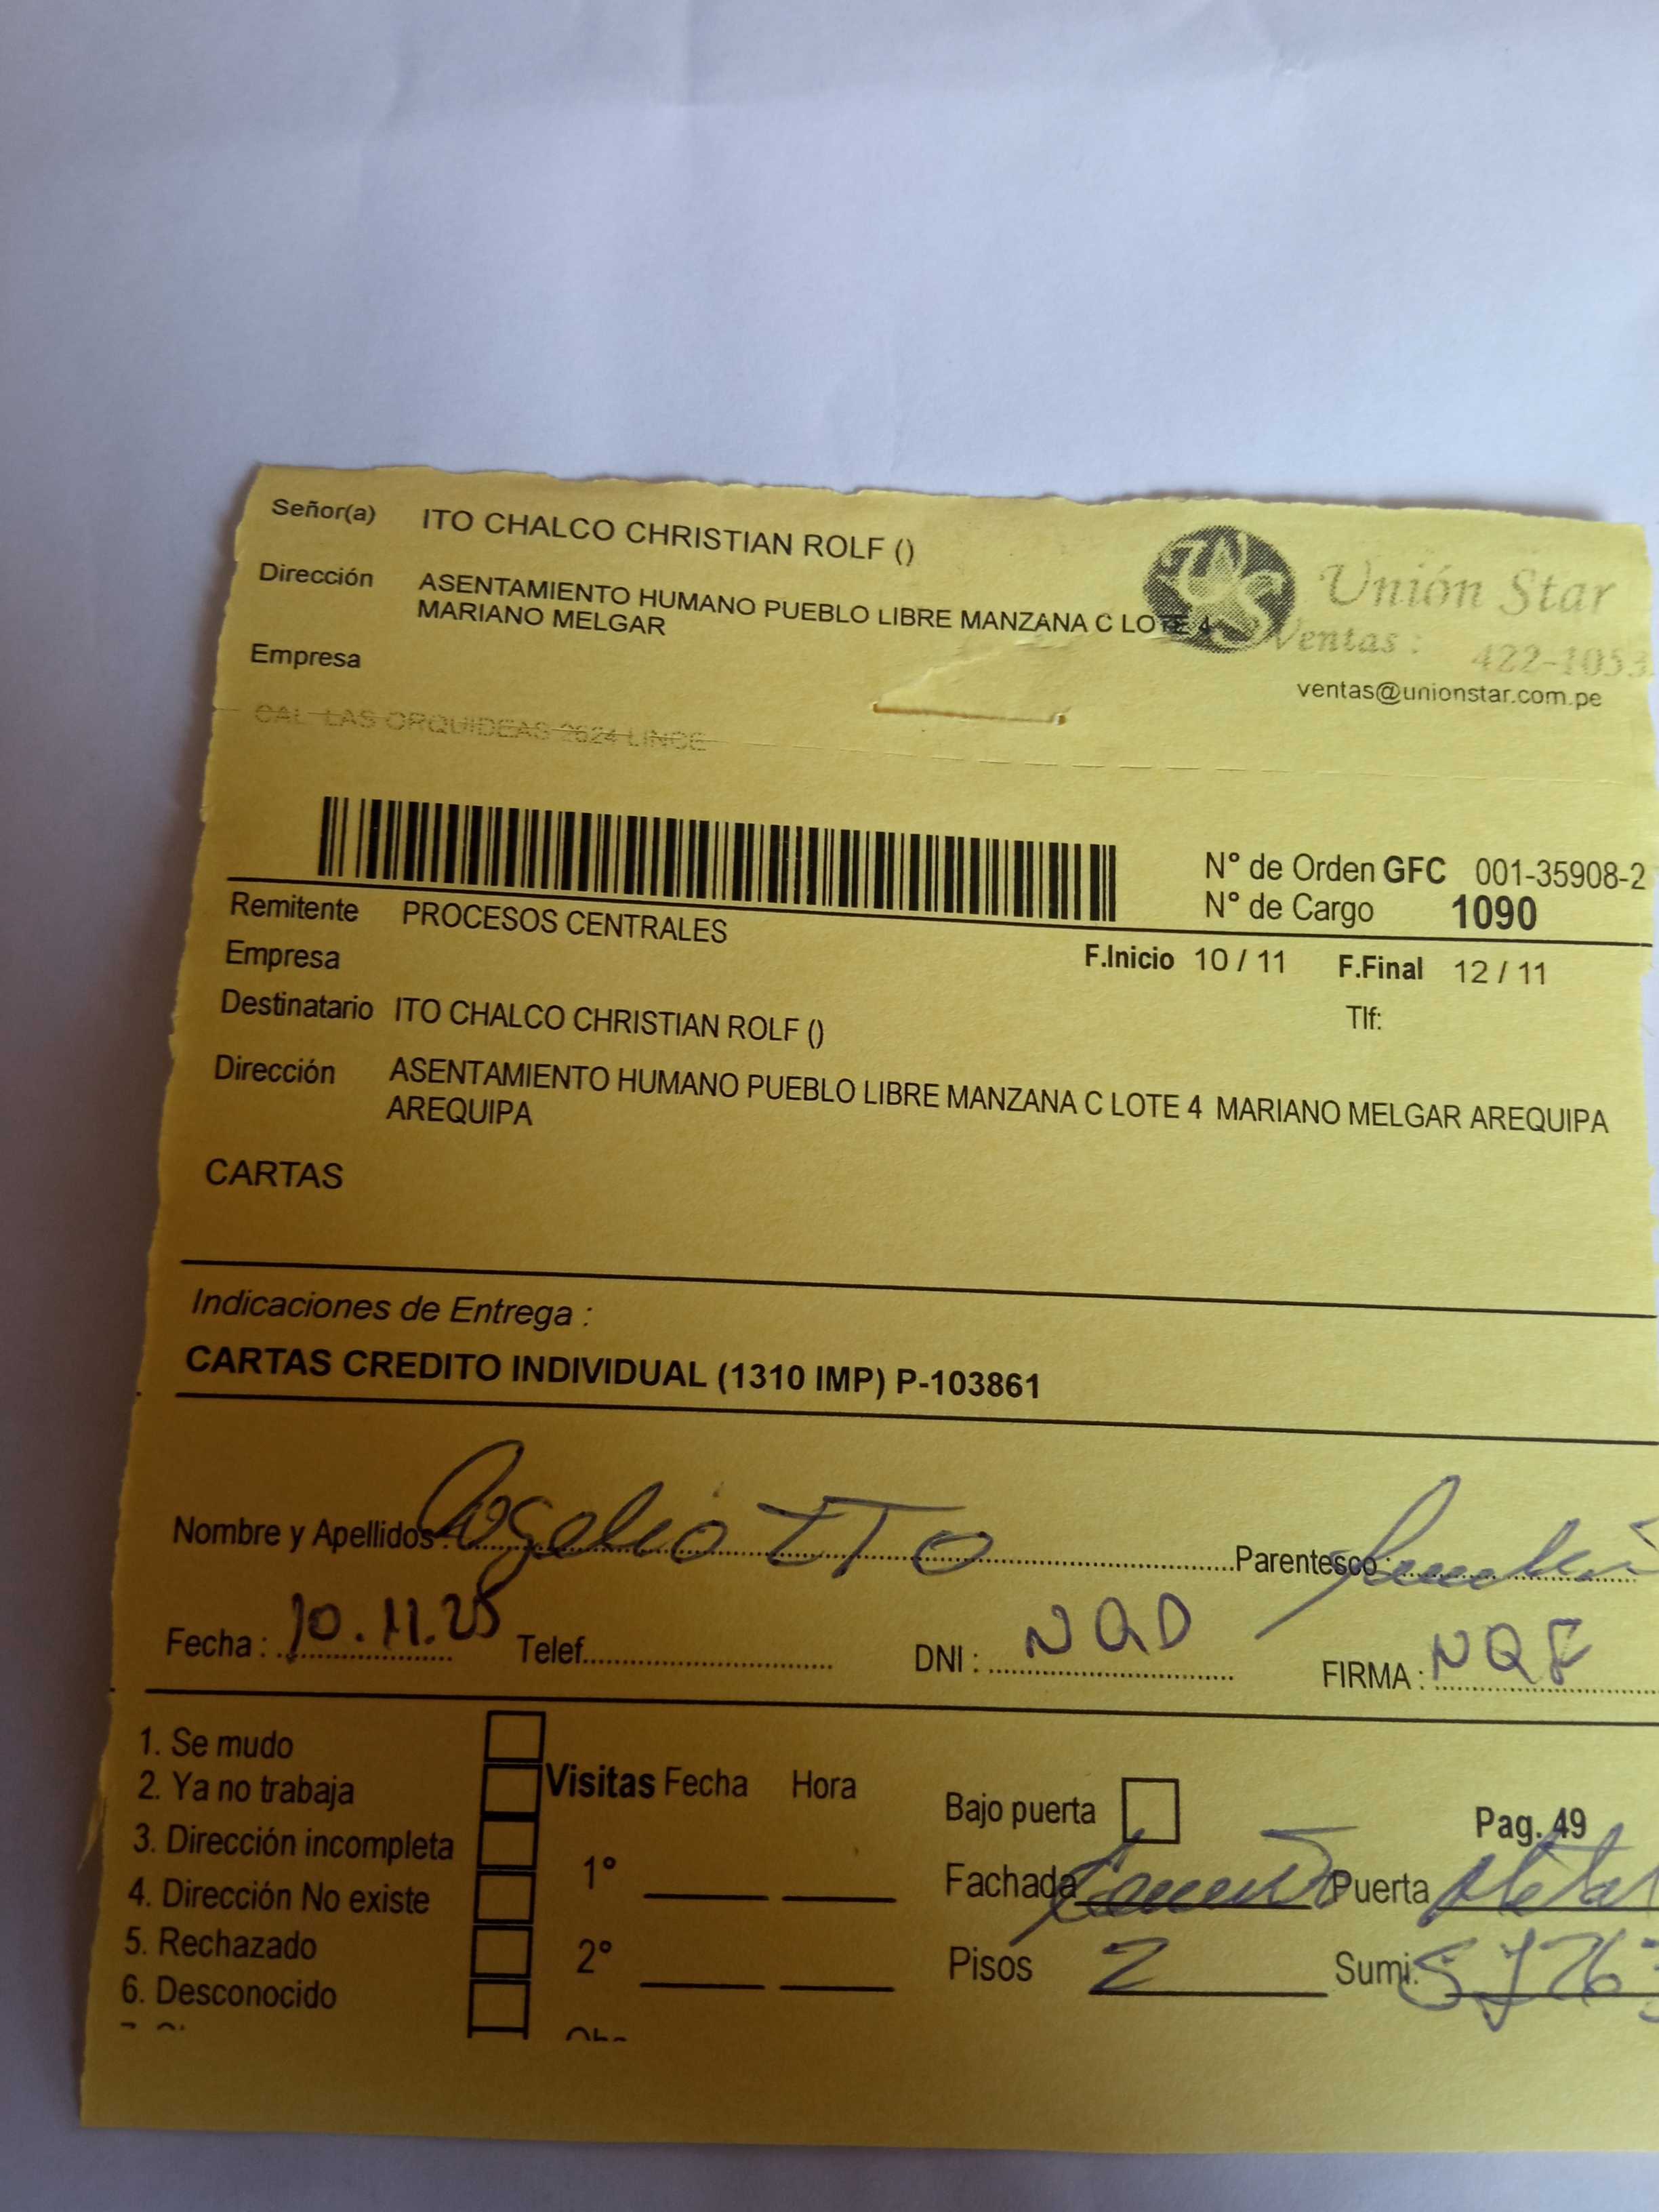 Señor(a) ITO CHALCO CHRISTIAN ROLF ()
Dirección ASENTAMIENTO HUMANO PUEBLO LIBRE MANZANA C LOTE 4
MARIANO MELGAR
Unión Star
Ventas : 422-1053
ventas@unionstar.com.pe
Empresa
CAL LAS ORQUIDEAS 2624 LINCE
N° de Orden GFC 001-35908-2
N° de Cargo 1090
Remitente PROCESOS CENTRALES
Empresa F.Inicio 10 / 11 F.Final 12 / 11
Destinatario ITO CHALCO CHRISTIAN ROLF () Tlf:
Dirección ASENTAMIENTO HUMANO PUEBLO LIBRE MANZANA C LOTE 4 MARIANO MELGAR AREQUIPA
AREQUIPA
CARTAS
Indicaciones de Entrega :
CARTAS CREDITO INDIVIDUAL (1310 IMP) P-103861
Nombre y Apellidos: Rogelio ITO Parentesco:
Fecha : 10.11.25 Telef. DNI : NQD FIRMA : NQF
1. Se mudo
2. Ya no trabaja Visitas Fecha Hora Bajo puerta Pag. 49
3. Dirección incompleta 1° Fachada Cemento Puerta Metal
4. Dirección No existe
5. Rechazado 2° Pisos 2 Sumi.
6. Desconocido